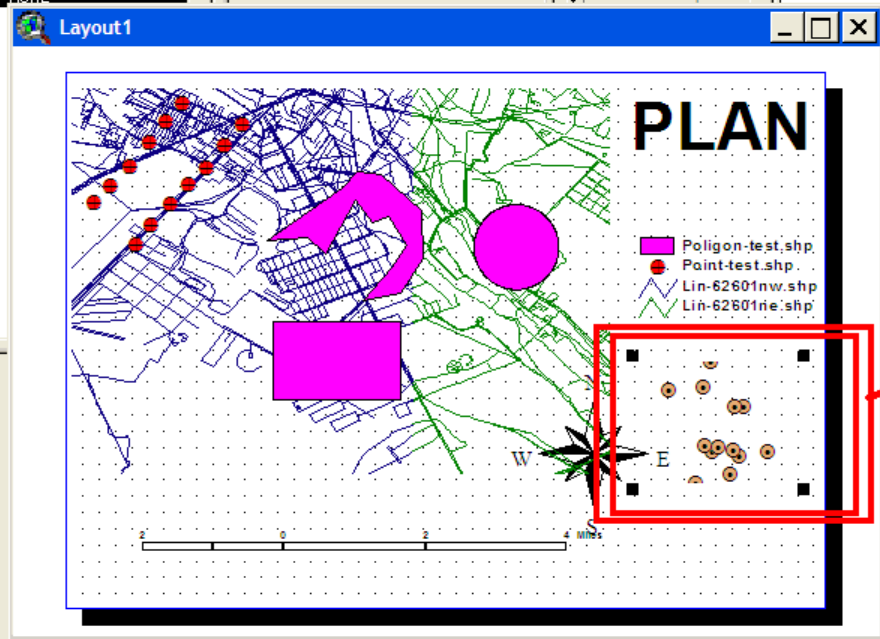 Layout1
PLAN
Poligon-test.shp
Point-test.shp
Lin-62601nw.shp
Lin-62601ne.shp
W
E
S
2 0 2 4 Miles